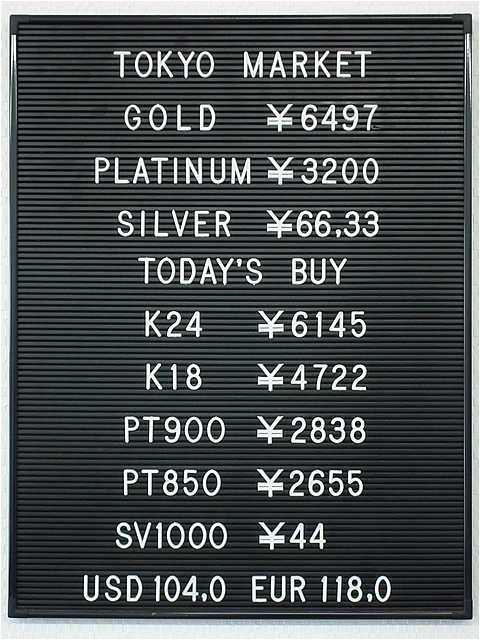 TOKYO MARKET
GOLD ¥6497
PLATINUM ¥3200
SILVER ¥66.33
TODAY'S BUY
K24 ¥6145
K18 ¥4722
PT900 ¥2838
PT850 ¥2655
SV1000 ¥44
USD 104.0 EUR 118.0